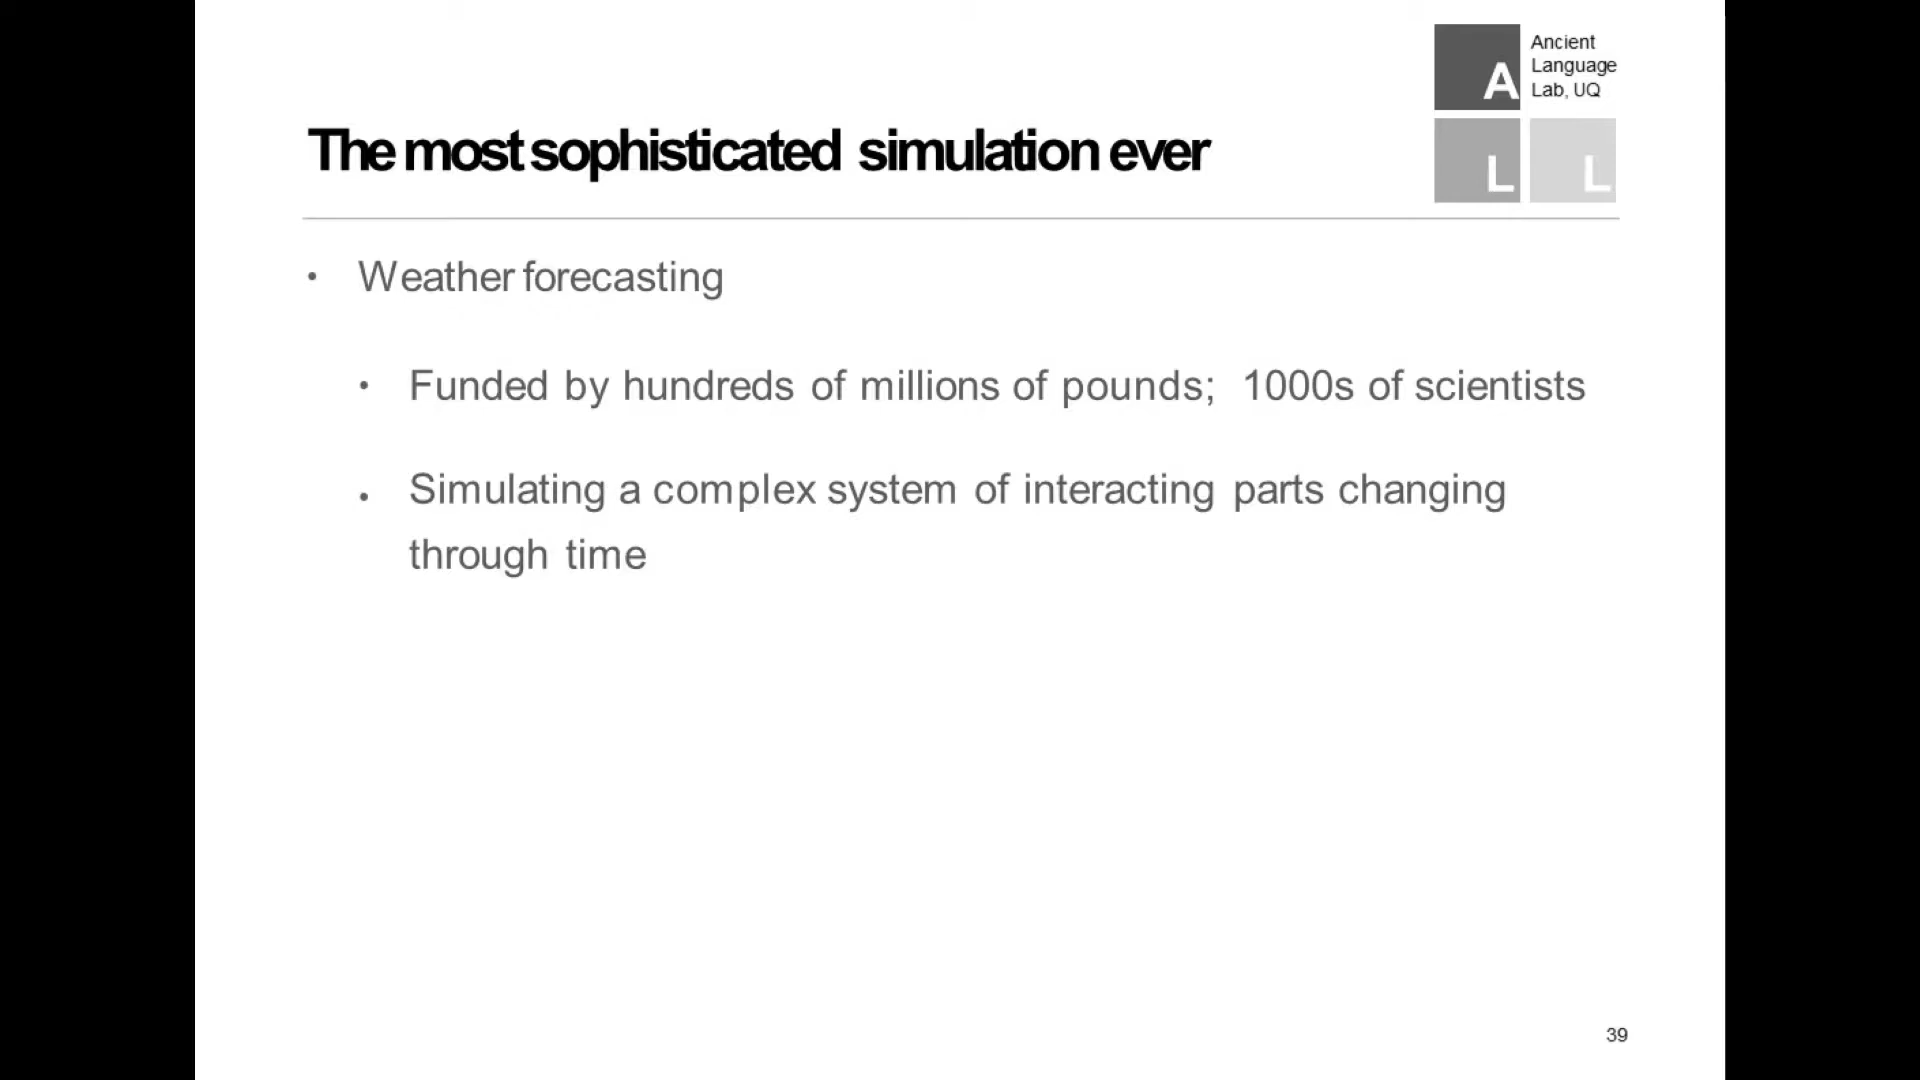 Ancient
Language
Lab, UQ
A
L L
The most sophisticated simulation ever
• Weather forecasting
• Funded by hundreds of millions of pounds; 1000s of scientists
• Simulating a complex system of interacting parts changing
through time
39